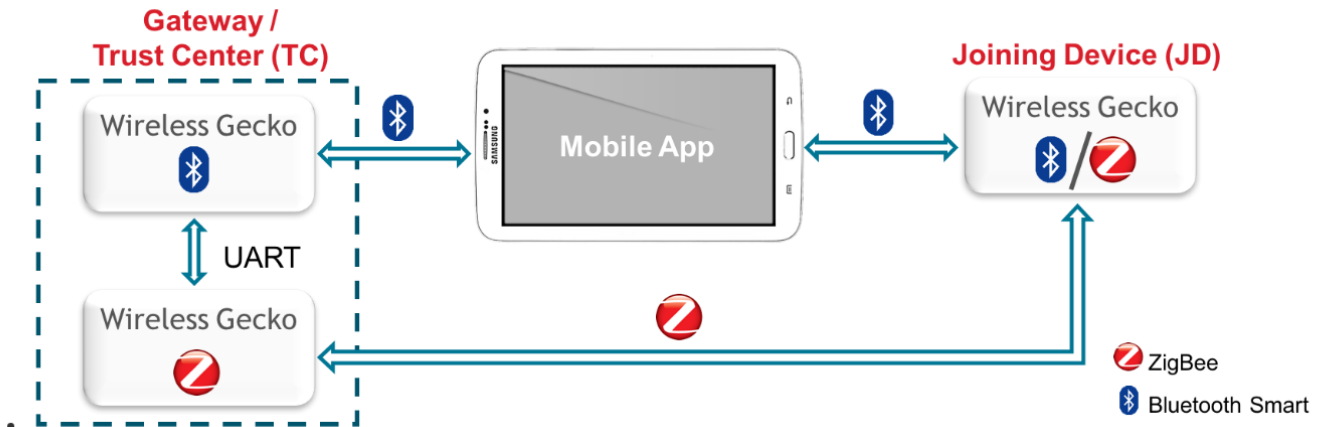 Gateway /
Trust Center (TC)
Joining Device (JD)
Wireless Gecko
Wireless Gecko
SAMSUNG
Mobile App
UART
Wireless Gecko
ZigBee
Bluetooth Smart